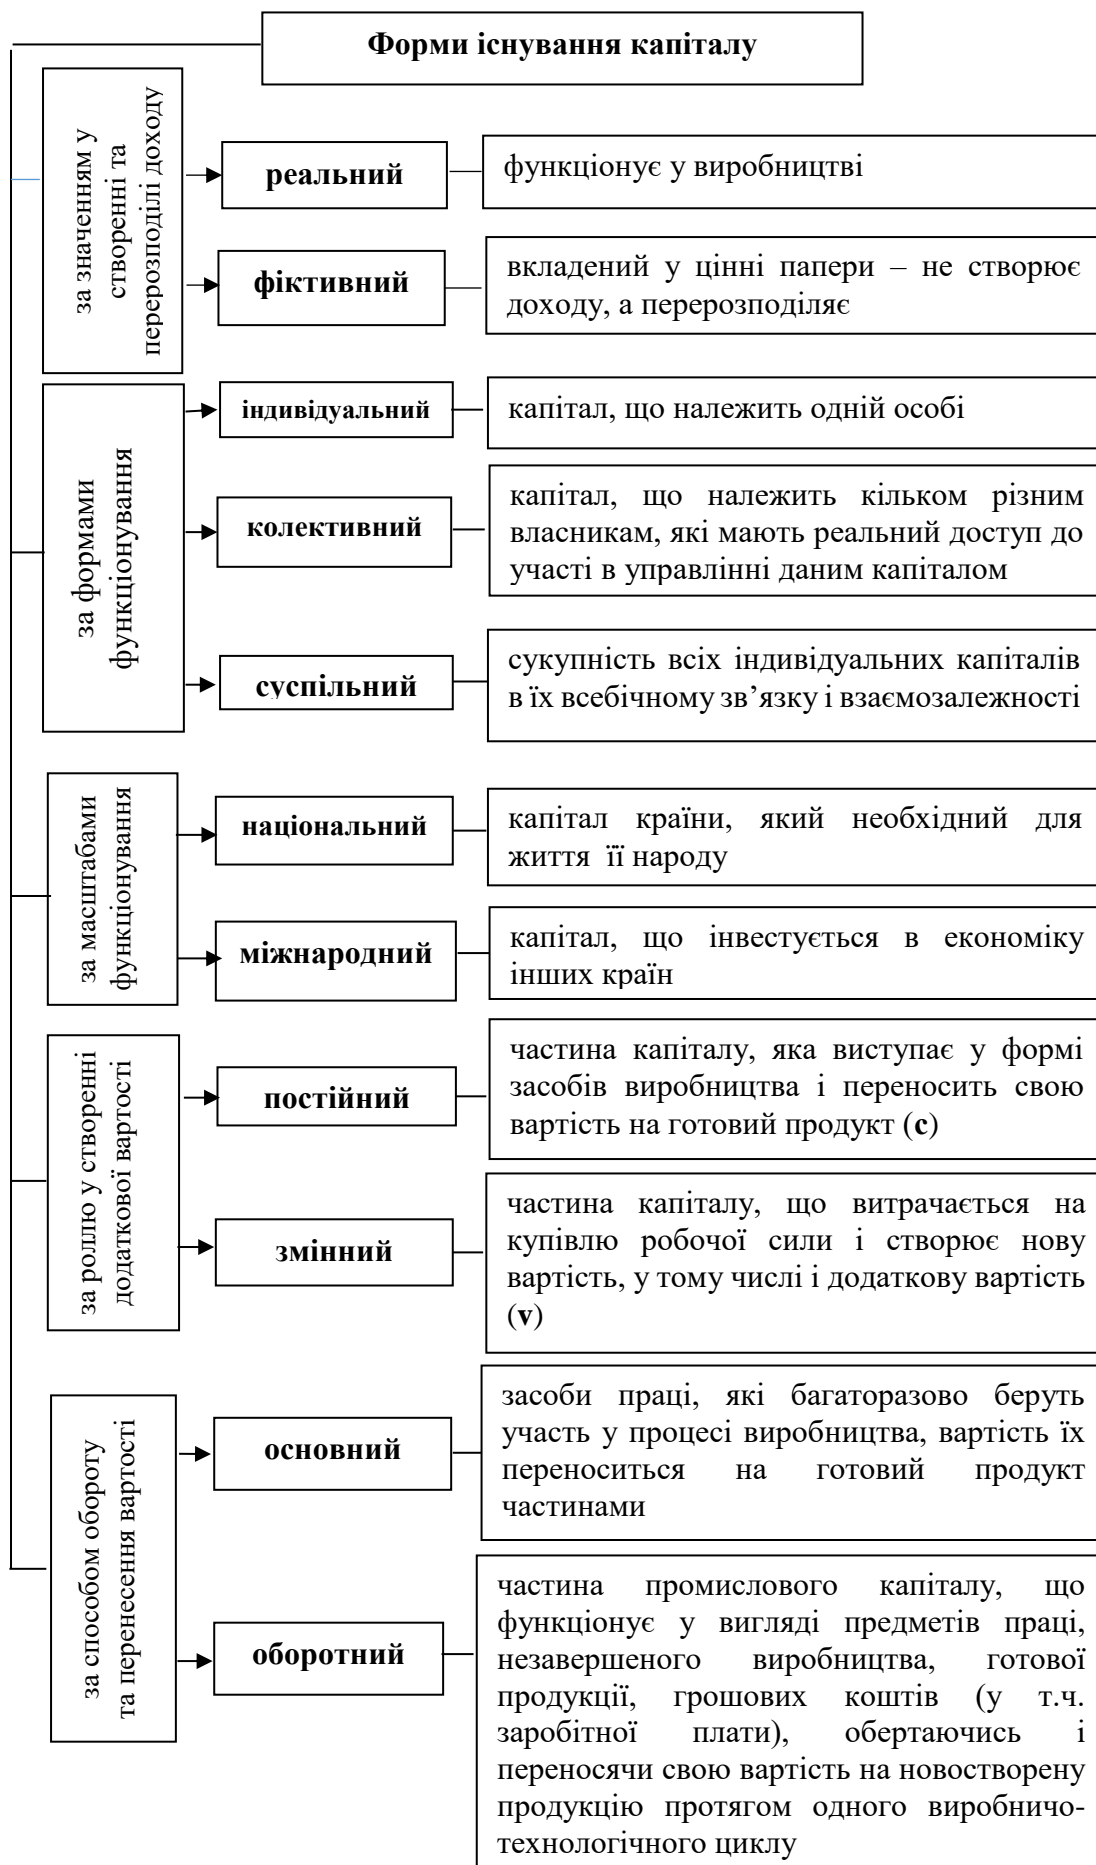 Форми існування капіталу
за значенням у
створенні та
перерозподілі доходу
реальний
функціонує у виробництві
фіктивний
вкладений у цінні папери – не створює
доходу, а перерозподіляє
за формами
функціонування
індивідуальний
капітал, що належить одній особі
колективний
капітал, що належить кільком різним
власникам, які мають реальний доступ до
участі в управлінні даним капіталом
суспільний
сукупність всіх індивідуальних капіталів
в їх всебічному зв’язку і взаємозалежності
за масштабами
функціонування
національний
капітал країни, який необхідний для
життя її народу
міжнародний
капітал, що інвестується в економіку
інших країн
за роллю у створенні
додаткової вартості
постійний
частина капіталу, яка виступає у формі
засобів виробництва і переносить свою
вартість на готовий продукт (c)
змінний
частина капіталу, що витрачається на
купівлю робочої сили і створює нову
вартість, у тому числі і додаткову вартість
(v)
за способом обороту
та перенесення вартості
основний
засоби праці, які багаторазово беруть
участь у процесі виробництва, вартість їх
переноситься на готовий продукт
частинами
оборотний
частина промислового капіталу, що
функціонує у вигляді предметів праці,
незавершеного виробництва, готової
продукції, грошових коштів (у т.ч.
заробітної плати), обертаючись і
переносячи свою вартість на новостворену
продукцію протягом одного виробничо-
технологічного циклу